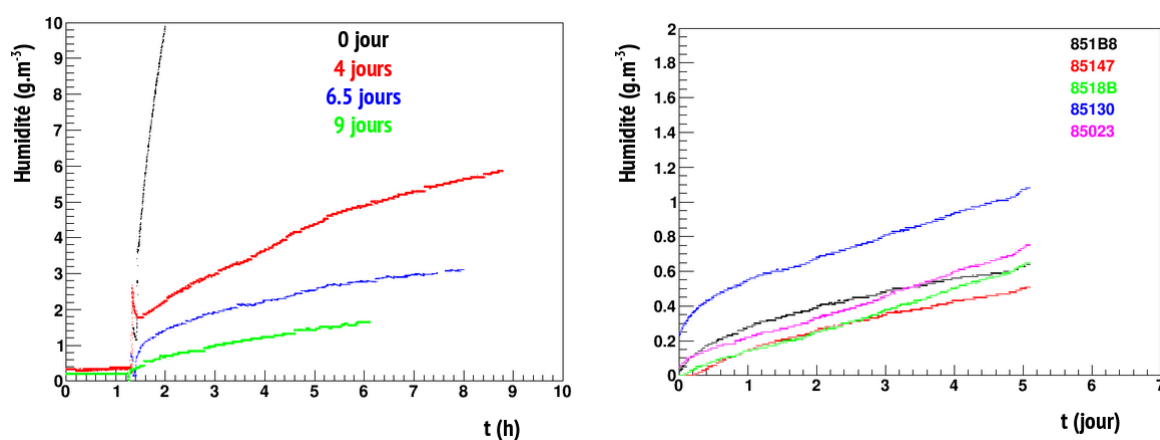 Humidité (g.m⁻³)
10
9
8
7
6
5
4
3
2
1
0
0 jour
4 jours
6.5 jours
9 jours
0 1 2 3 4 5 6 7 8 9 10
t (h)
Humidité (g.m⁻³)
2
1.8
1.6
1.4
1.2
1
0.8
0.6
0.4
0.2
0
851B8
85147
8518B
85130
85023
0 1 2 3 4 5 6 7
t (jour)